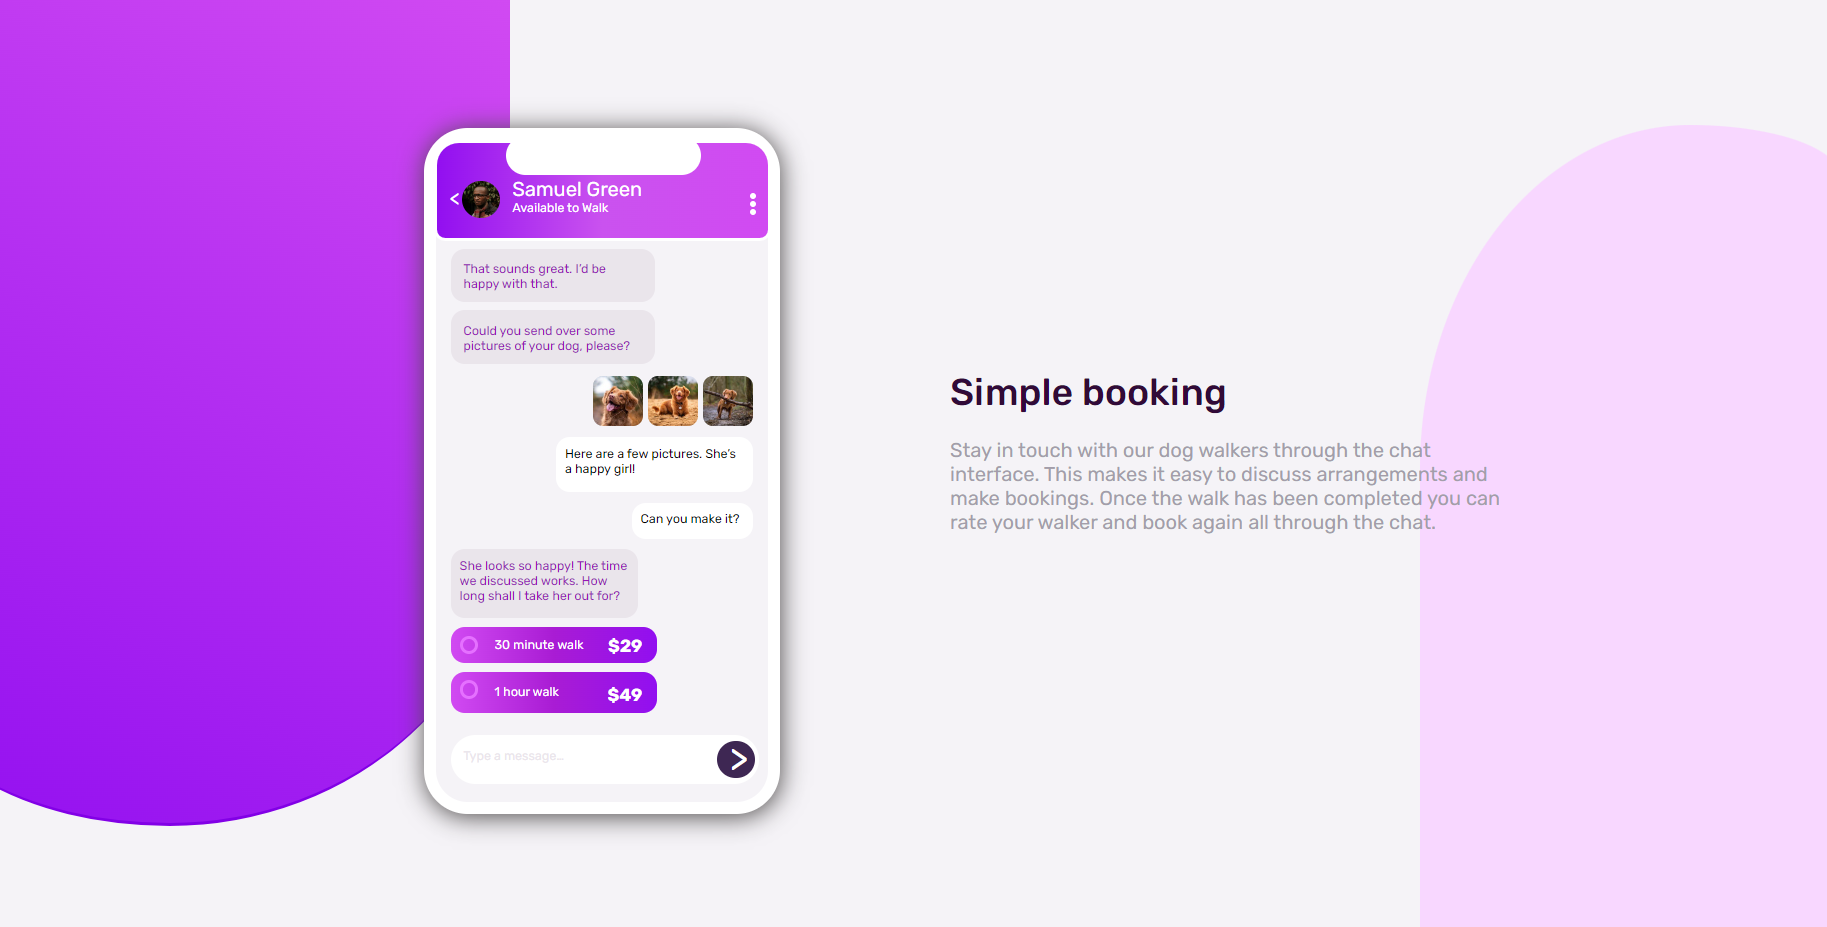 Samuel Green
Available to Walk
That sounds great. I’d be
happy with that.
Could you send over some
pictures of your dog, please?
Here are a few pictures. She’s
a happy girl!
Can you make it?
She looks so happy! The time
we discussed works. How
long shall I take her out for?
30 minute walk $29
1 hour walk $49
Type a message…
Simple booking
Stay in touch with our dog walkers through the chat
interface. This makes it easy to discuss arrangements and
make bookings. Once the walk has been completed you can
rate your walker and book again all through the chat.